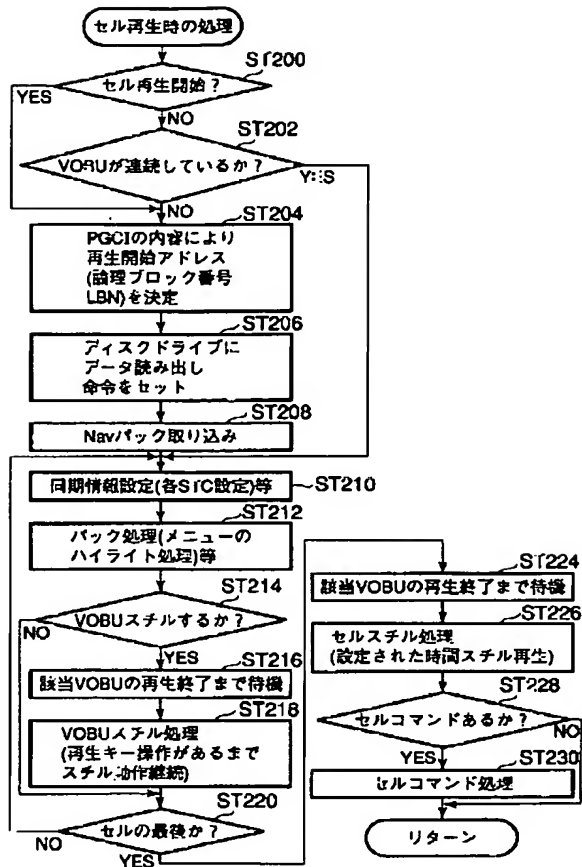 セル再生時の処理
ST200
セル再生開始?
YES
NO
ST202
VOBUが連続しているか?
YES
NO
ST204
PGCIの内容により
再生開始アドレス
(論理ブロック番号
LBN)を決定
ST206
ディスクドライブに
データ読み出し
命令をセット
ST208
Navパック取り込み
同期情報設定(各STC設定)等
ST210
ST212
パック処理(メニューの
ハイライト処理)等
ST214
VOBUスチルするか?
NO
YES
ST216
該当VOBUの再生終了まで待機
ST218
VOBUスチル処理
(再生キー操作があるまで
スチル動作継続)
ST220
セルの最後か?
NO
YES
ST224
該当VOBUの再生終了まで待機
ST226
セルスチル処理
(設定された時間スチル再生)
ST228
セルコマンドあるか?
NO
YES
ST230
セルコマンド処理
リターン